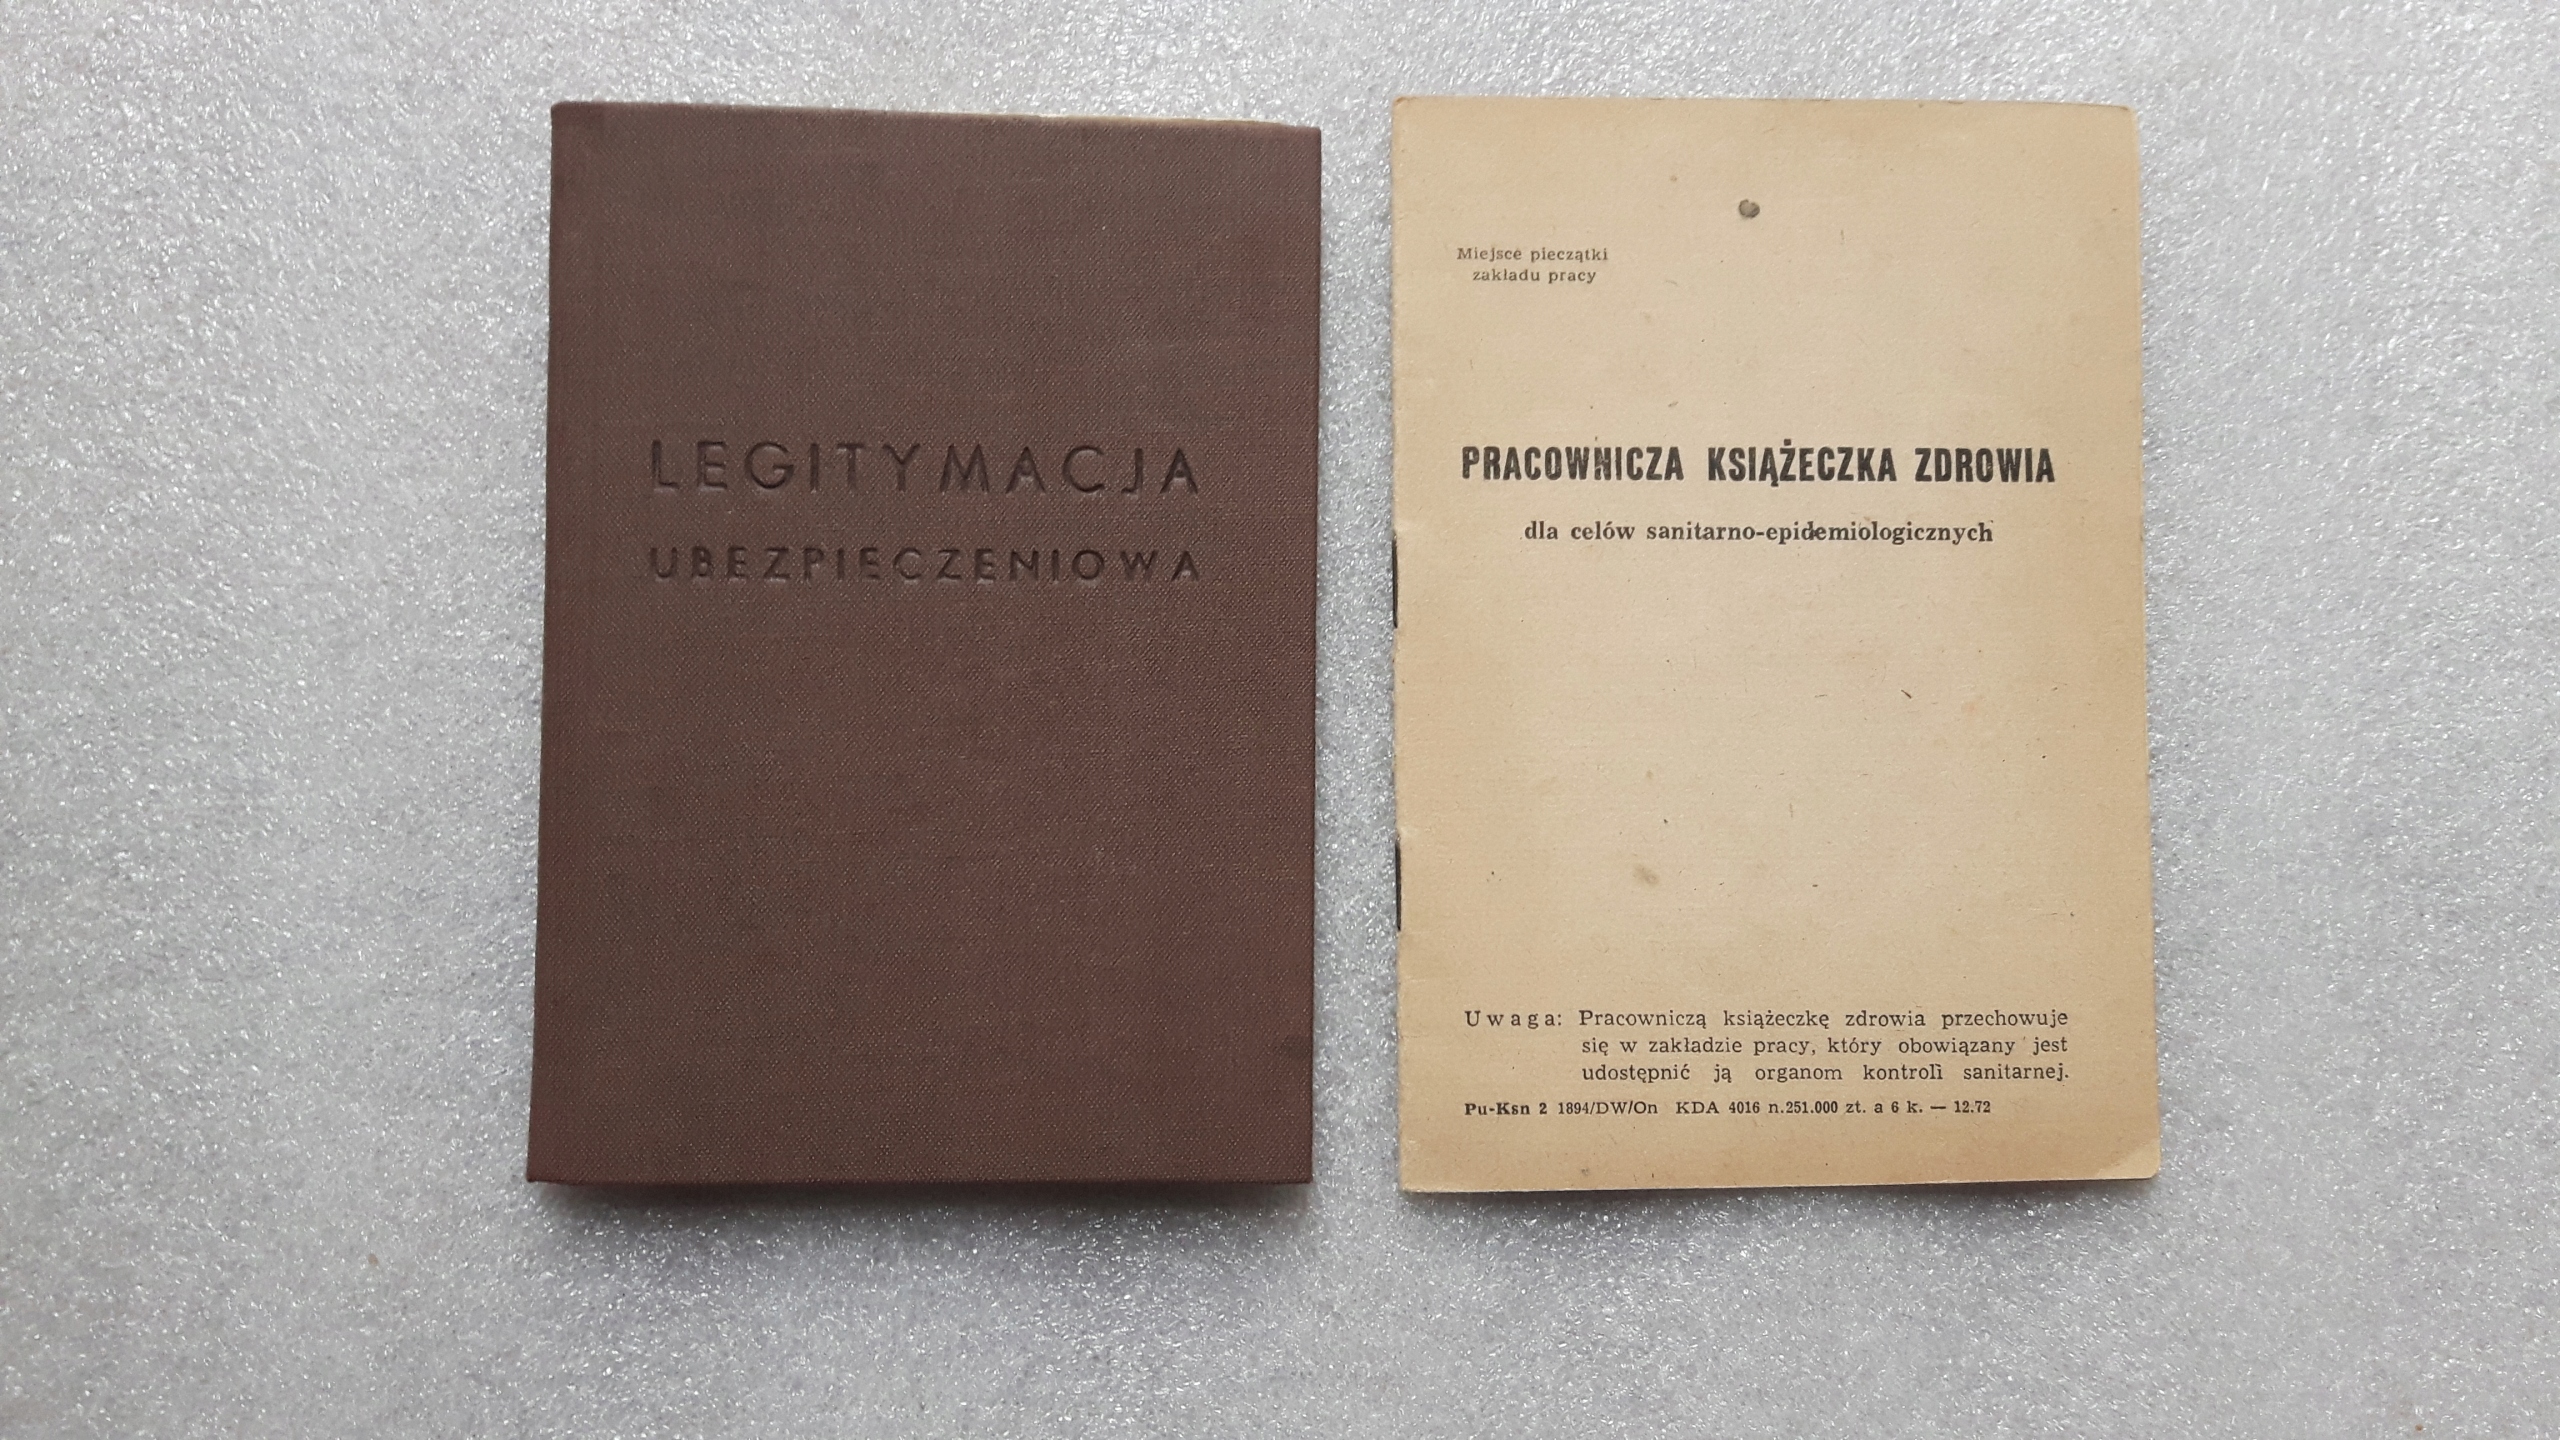 LEGITYMACJA
UBEZPIECZENIOWA
Miejsce pieczątki
zakładu pracy
PRACOWNICZA KSIĄŻECZKA ZDROWIA
dla celów sanitarno-epidemiologicznych
Uwaga: Pracowniczą książeczkę zdrowia przechowuje
się w zakładzie pracy, który obowiązany jest
udostępnić ją organom kontroli sanitarnej.
Pu-Ksn 2 1894/DW/On KDA 4016 n.251.000 zt. a 6 k. — 12.72